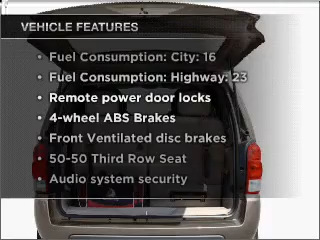 VEHICLE FEATURES
• Fuel Consumption: City: 16
• Fuel Consumption: Highway: 23
• Remote power door locks
• 4-wheel ABS Brakes
• Front Ventilated disc brakes
• 50-50 Third Row Seat
• Audio system security